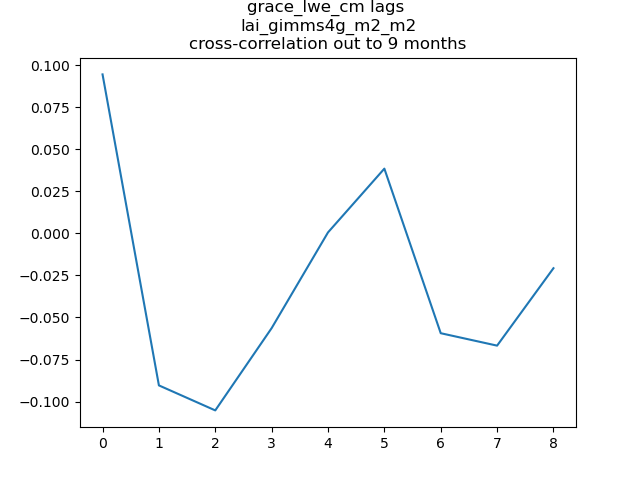 grace_lwe_cm lags
lai_gimms4g_m2_m2
cross-correlation out to 9 months
0.100
0.075
0.050
0.025
0.000
−0.025
−0.050
−0.075
−0.100
0 1 2 3 4 5 6 7 8